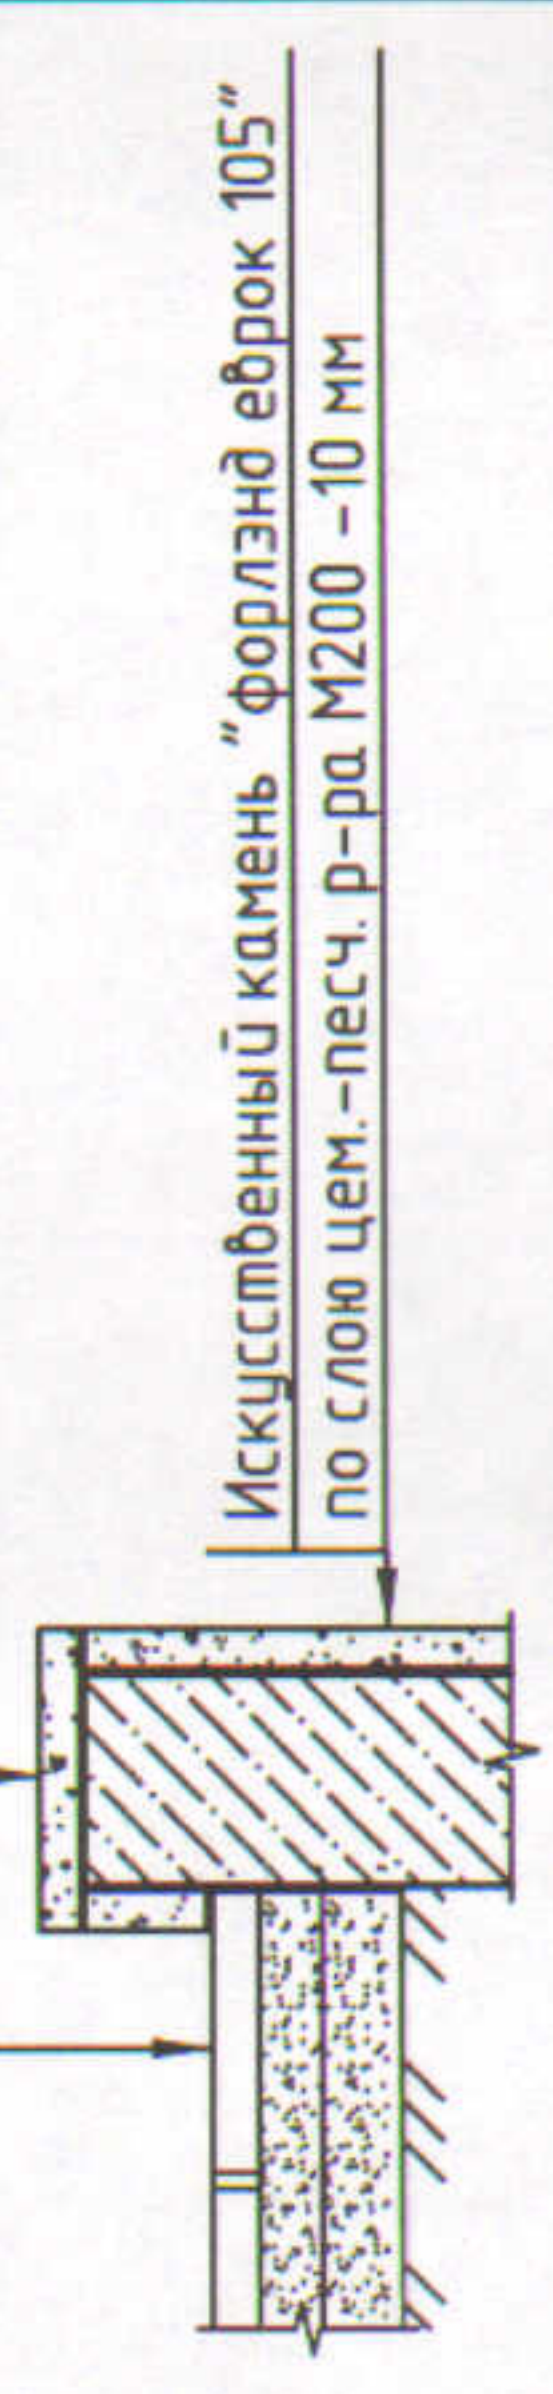 Искусственный камень "форлэнд еврок 105"
по слою цем.-песч. р-ра М200 -10 мм